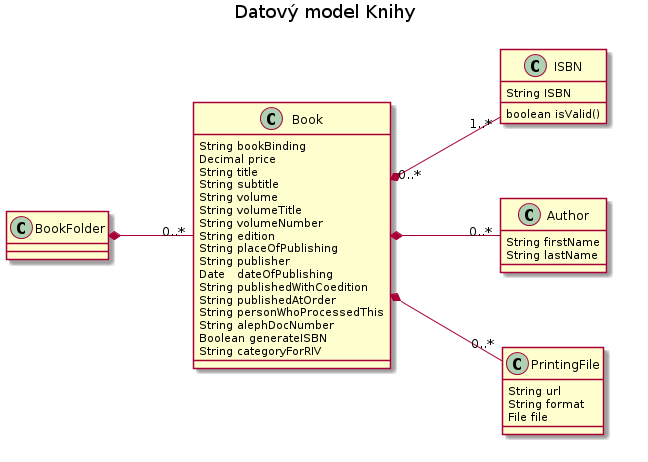 Datový model Knihy
C BookFolder
0..*
C Book
String bookBinding
Decimal price
String title
String subtitle
String volume
String volumeTitle
String volumeNumber
String edition
String placeOfPublishing
String publisher
Date dateOfPublishing
String publishedWithCoedition
String publishedAtOrder
String personWhoProcessedThis
String alephDocNumber
Boolean generateISBN
String categoryForRIV
0..*
1..*
C ISBN
String ISBN
boolean isValid()
0..*
C Author
String firstName
String lastName
0..*
C PrintingFile
String url
String format
File file